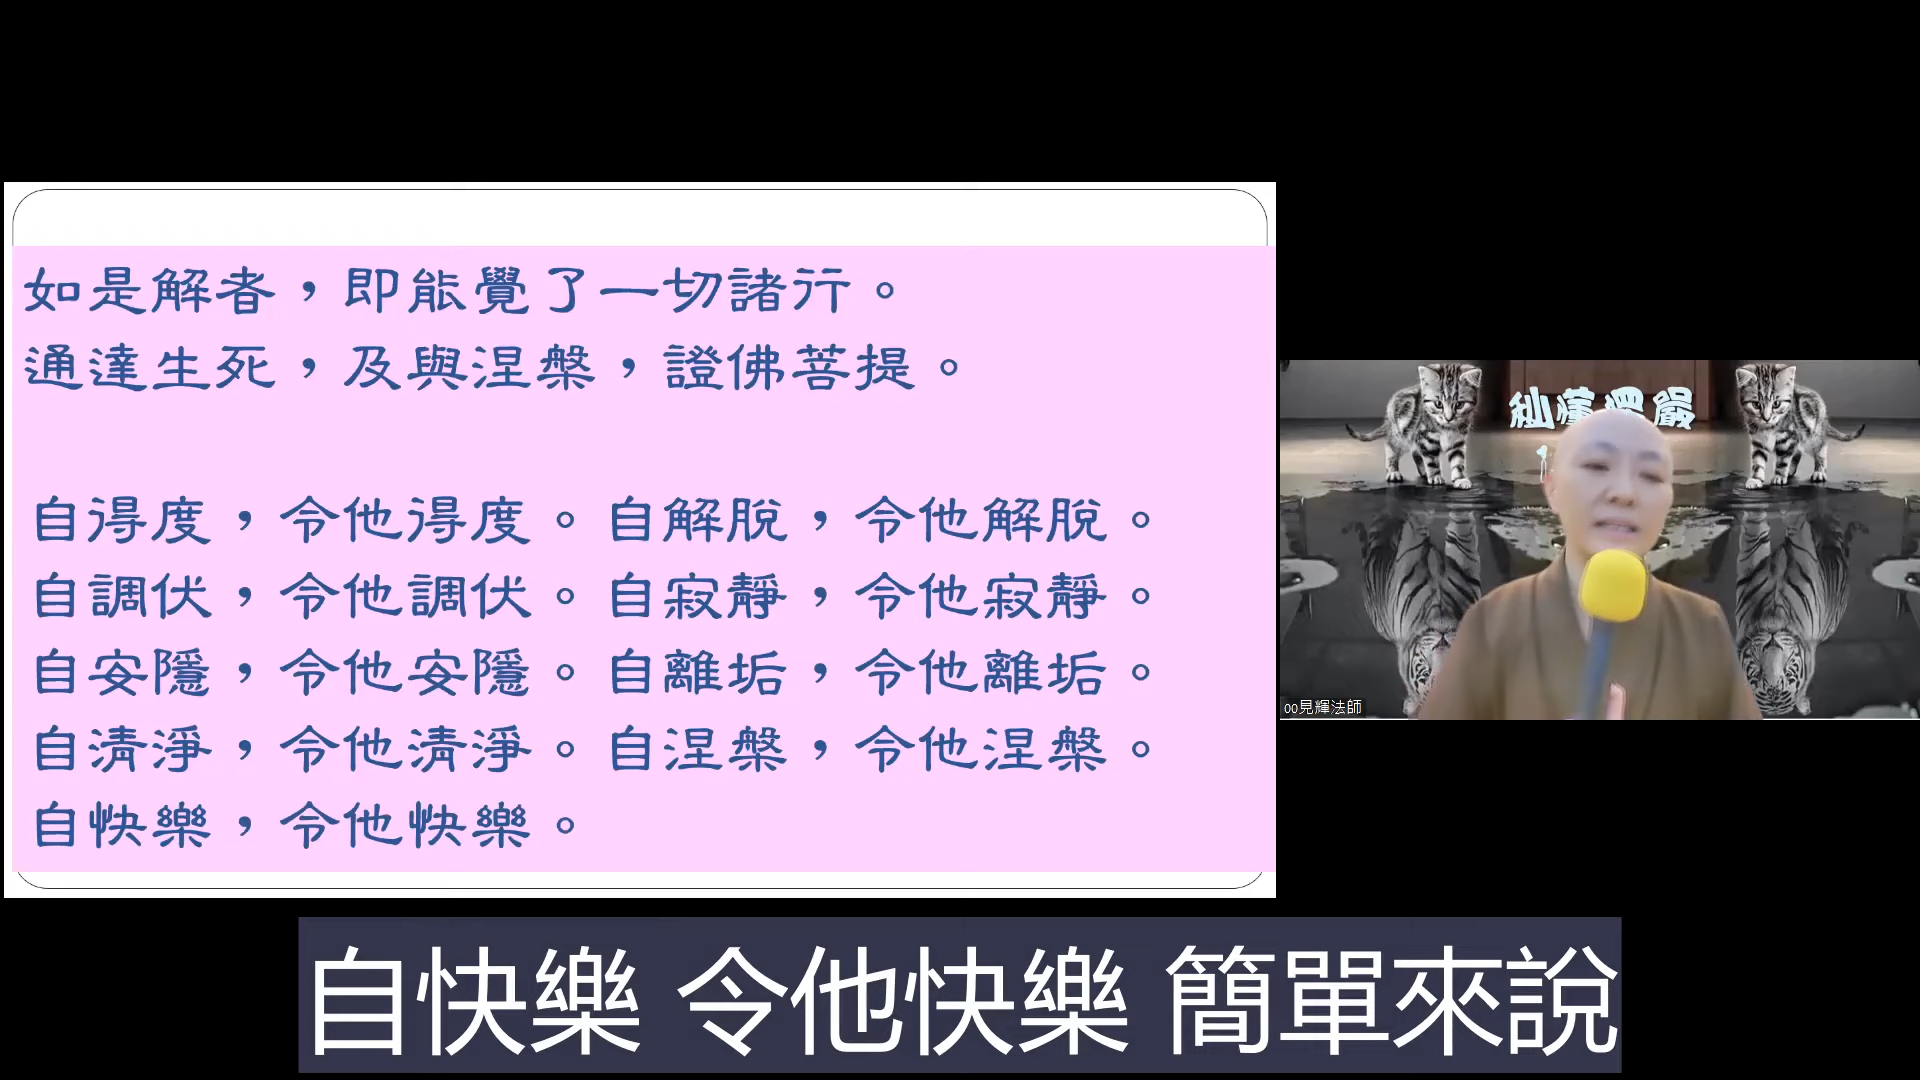 如是解者，即能覺了一切諸行。
通達生死，及與涅槃，證佛菩提。
自得度，令他得度。自解脫，令他解脫。
自調伏，令他調伏。自寂靜，令他寂靜。
自安隱，令他安隱。自離垢，令他離垢。
自清淨，令他清淨。自涅槃，令他涅槃。
自快樂，令他快樂。
嚴
oo見輝法師
自快樂 令他快樂 簡單來說